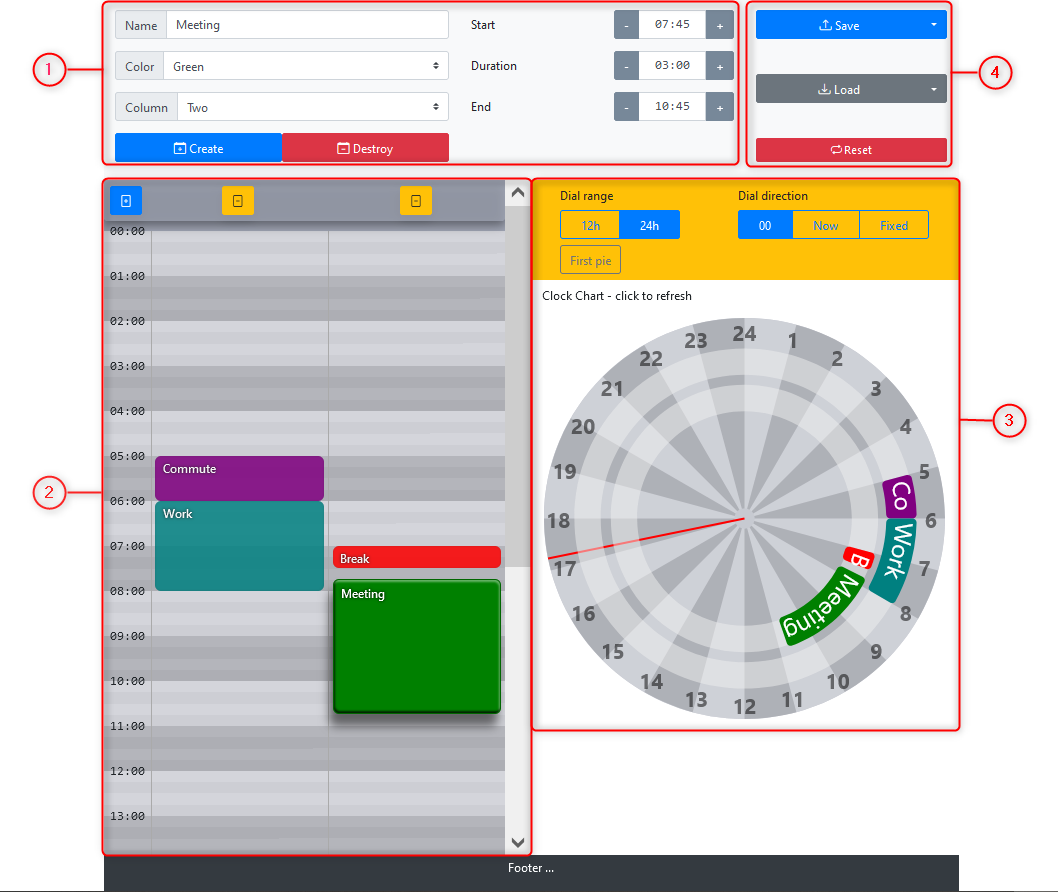 1
Name Meeting
Color Green
Column Two
Create Destroy
Start - 07:45 +
Duration - 03:00 +
End - 10:45 +
Save
Load
Reset
4
2
00:00
01:00
02:00
03:00
04:00
05:00
06:00
07:00
08:00
09:00
10:00
11:00
12:00
13:00
Commute
Work
Break
Meeting
Dial range
12h 24h
First pie
Dial direction
00 Now Fixed
Clock Chart - click to refresh
24
1
2
3
4
5
6
7
8
9
10
11
12
13
14
15
16
17
18
19
20
21
22
23
Co
Work
B
Meeting
3
Footer ...